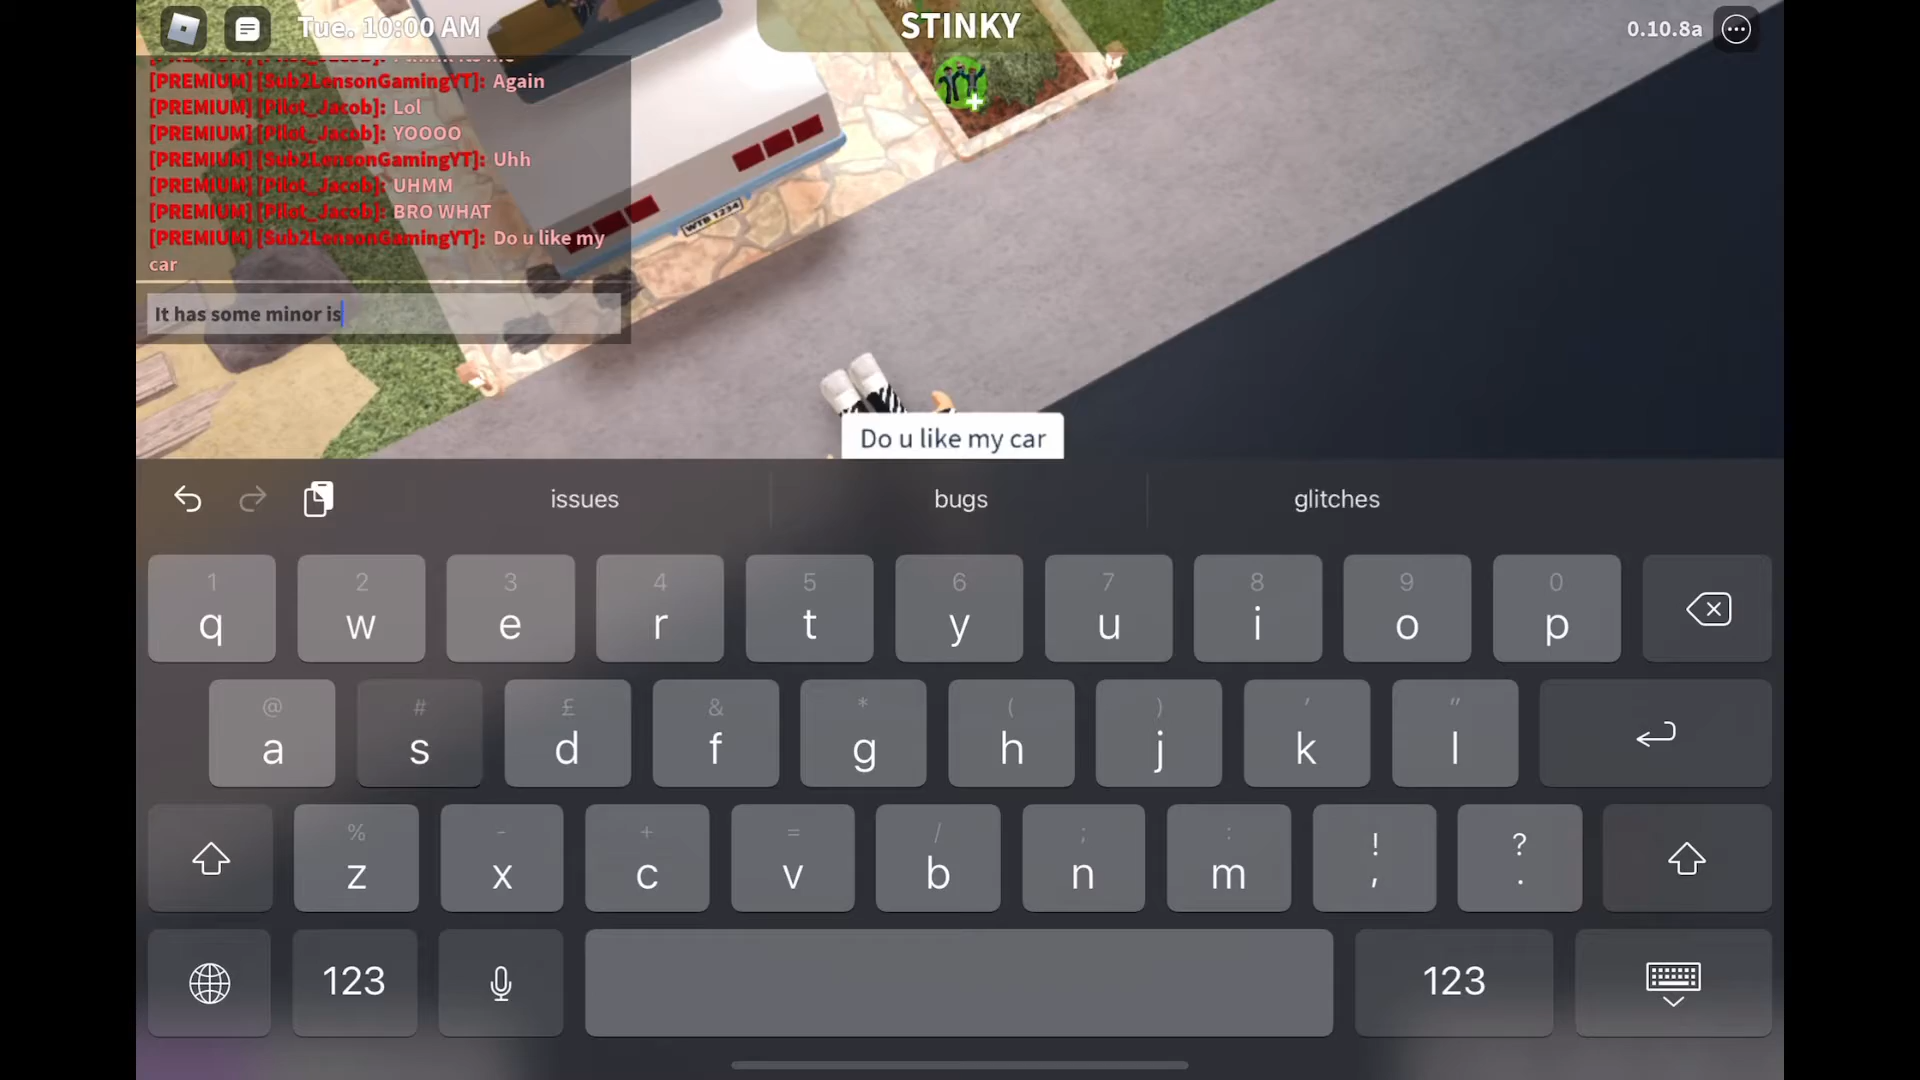 Tue. 10:00 AM
STINKY
0.10.8a
[PREMIUM] [Sub2LensonGamingYT]: Again
[PREMIUM] [Pilot_Jacob]: Lol
[PREMIUM] [Pilot_Jacob]: YOOOO
[PREMIUM] [Sub2LensonGamingYT]: Uhh
[PREMIUM] [Pilot_Jacob]: UHMM
[PREMIUM] [Pilot_Jacob]: BRO WHAT
[PREMIUM] [Sub2LensonGamingYT]: Do u like my
car
WTB 1234
It has some minor is
Do u like my car
issues bugs glitches
1 2 3 4 5 6 7 8 9 0
q w e r t y u i o p
@ # £ & * ( ) ' "
a s d f g h j k l
% - + = / ; : ! ?
z x c v b n m , .
123 123